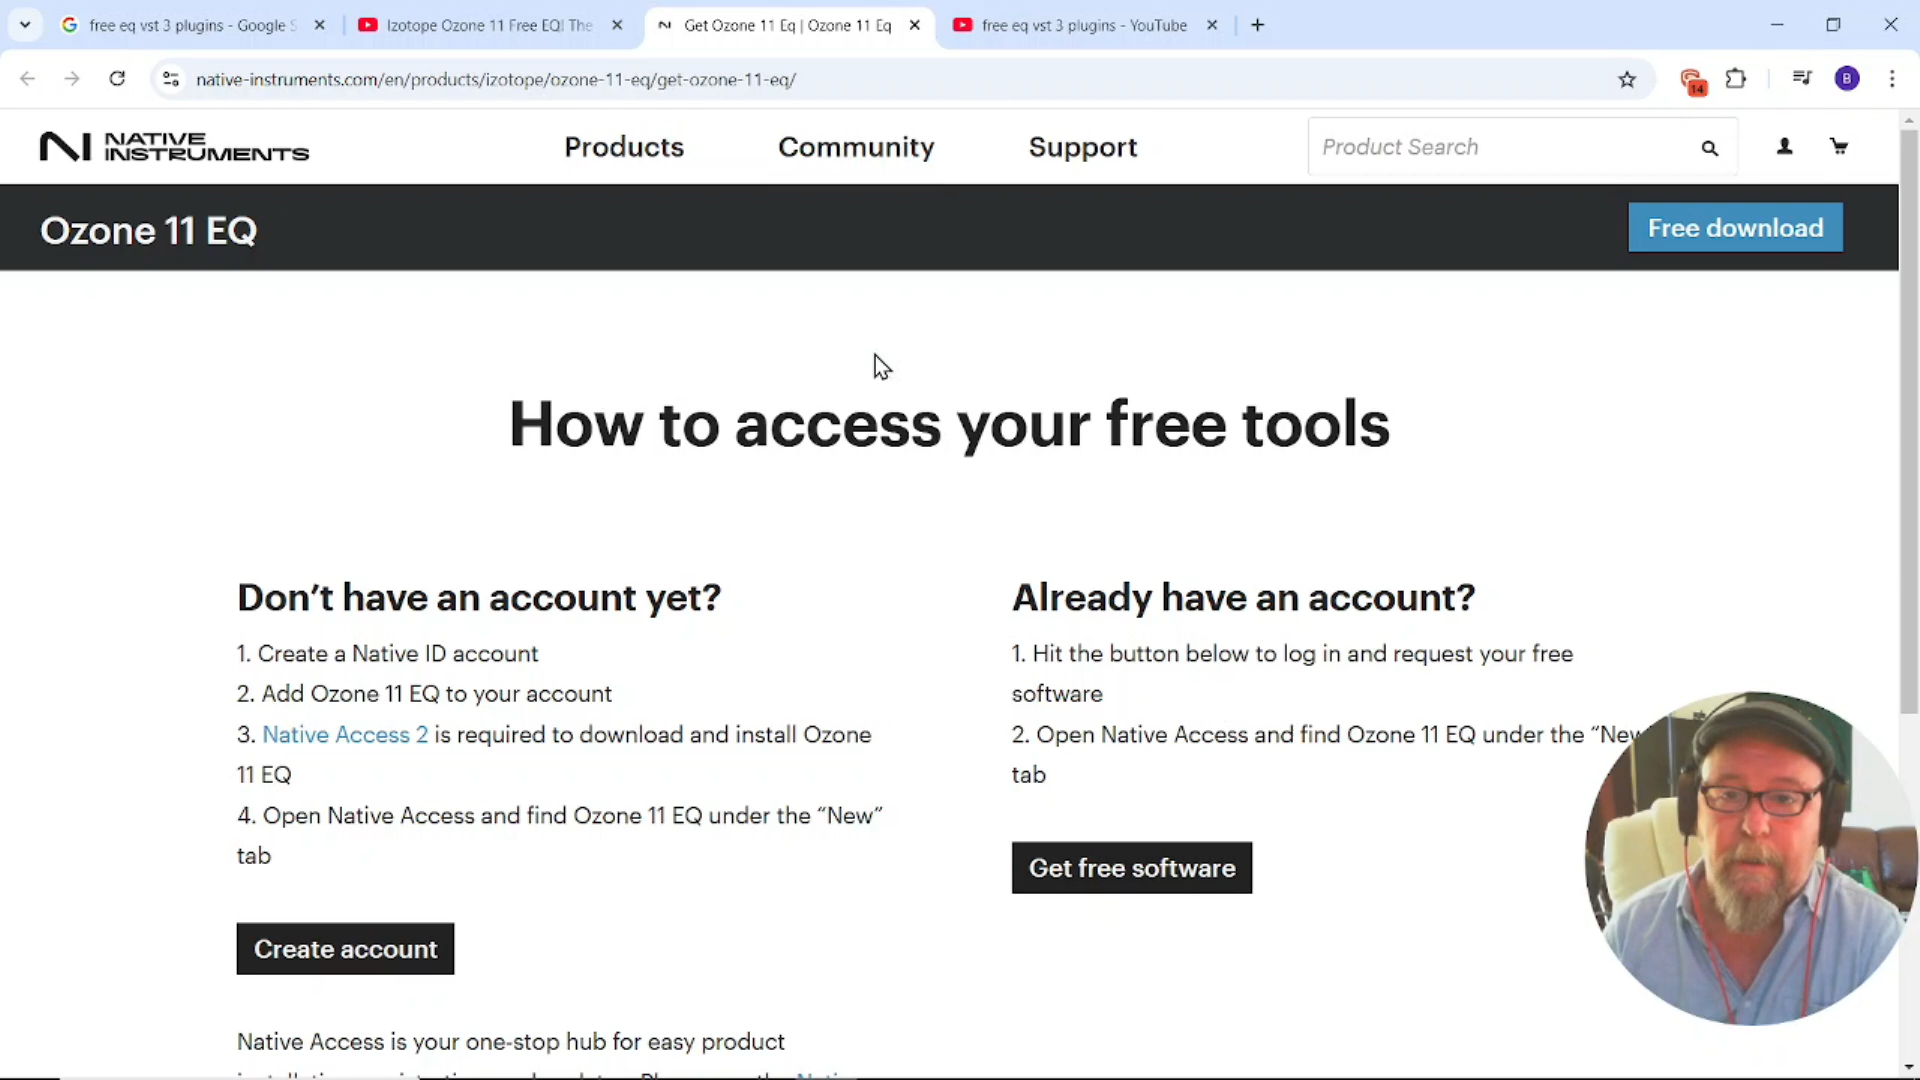 free eq vst 3 plugins - Google S
Izotope Ozone 11 Free EQ! The
Get Ozone 11 Eq | Ozone 11 Eq
free eq vst 3 plugins - YouTube
native-instruments.com/en/products/izotope/ozone-11-eq/get-ozone-11-eq/
14
B
NATIVE
INSTRUMENTS
Products
Community
Support
Product Search
Ozone 11 EQ
Free download
How to access your free tools
Don't have an account yet?
1. Create a Native ID account
2. Add Ozone 11 EQ to your account
3. Native Access 2 is required to download and install Ozone
11 EQ
4. Open Native Access and find Ozone 11 EQ under the “New”
tab
Create account
Native Access is your one-stop hub for easy product
Already have an account?
1. Hit the button below to log in and request your free
software
2. Open Native Access and find Ozone 11 EQ under the “New
tab
Get free software